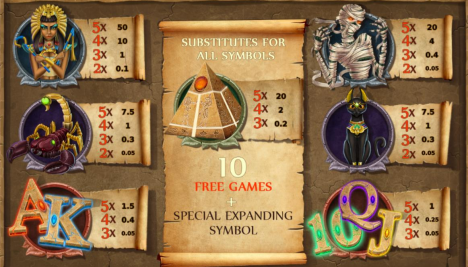 5X 50
4X 10
3X 1
2X 0.1
5X 7.5
4X 1
3X 0.3
2X 0.05
A K
5X 1.5
4X 0.4
3X 0.05
SUBSTITUTES FOR
ALL SYMBOLS
5X 20
4X 2
3X 0.2
10
FREE GAMES
+
SPECIAL EXPANDING
SYMBOL
5X 20
4X 4
3X 0.4
2X 0.05
5X 7.5
4X 1
3X 0.3
2X 0.05
10 Q J
5X 1
4X 0.25
3X 0.05